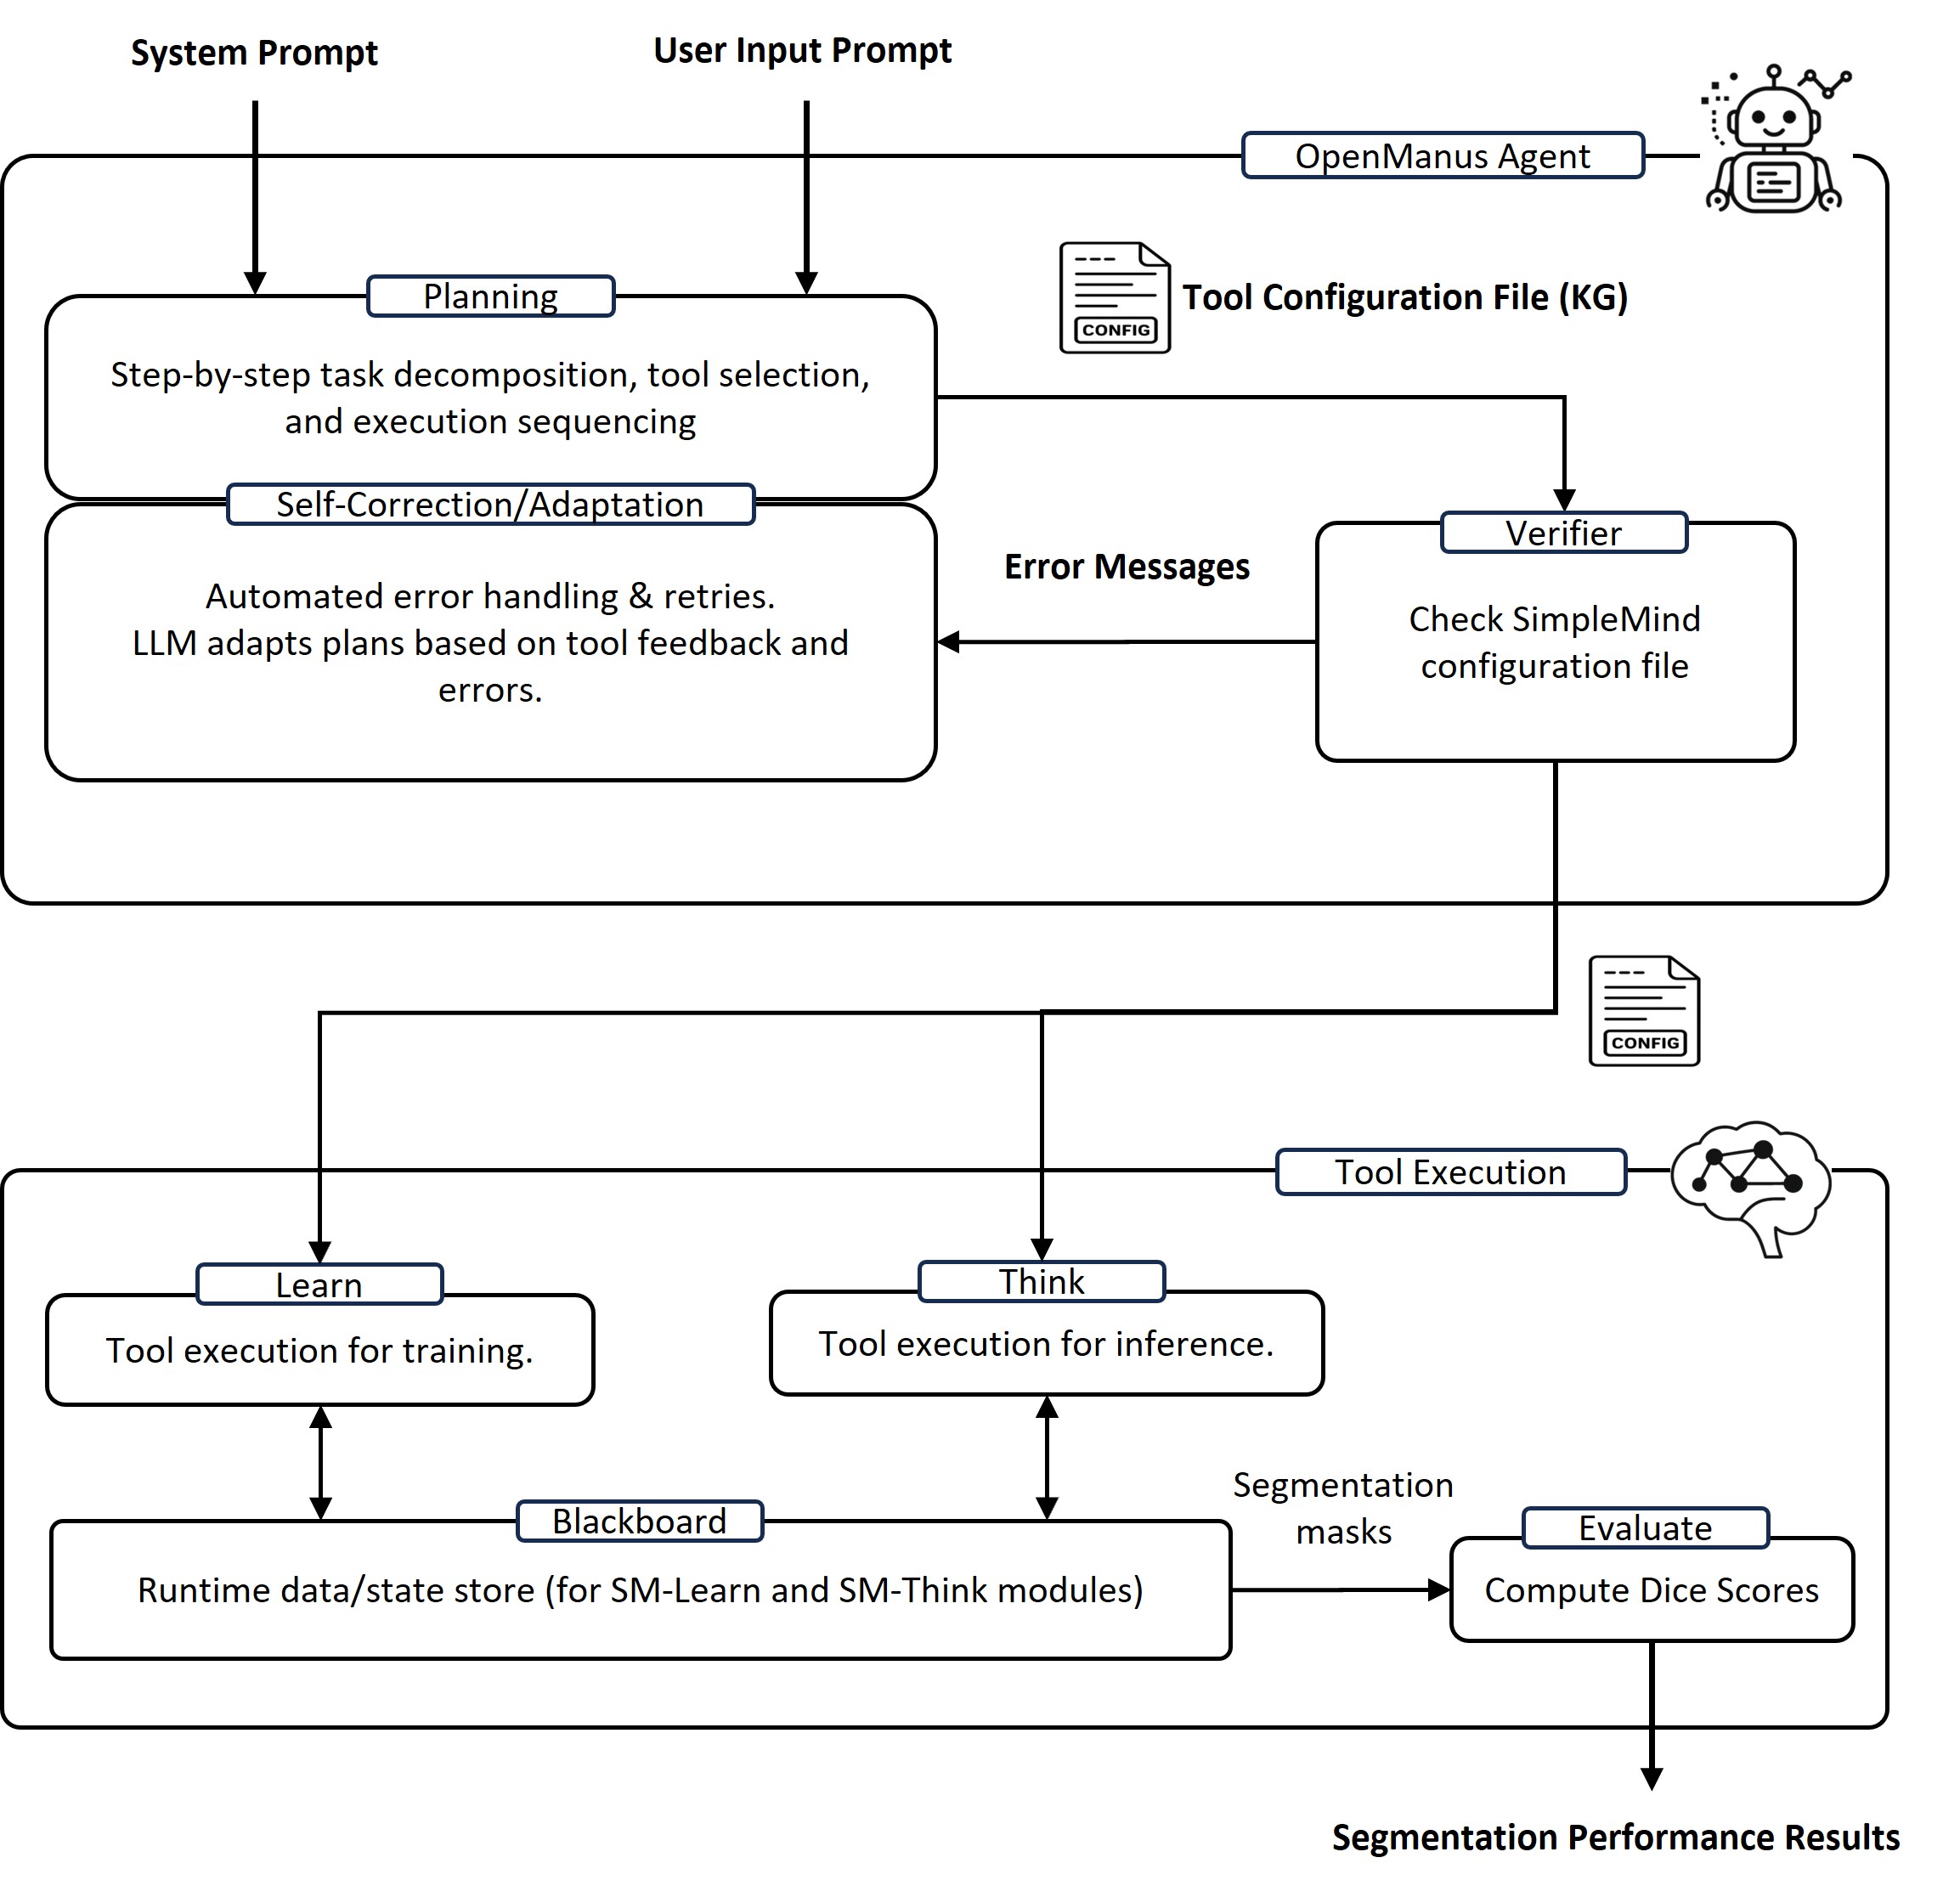 System Prompt
User Input Prompt
OpenManus Agent
Planning
Step-by-step task decomposition, tool selection,
and execution sequencing
CONFIG
Tool Configuration File (KG)
Self-Correction/Adaptation
Automated error handling & retries.
LLM adapts plans based on tool feedback and
errors.
Error Messages
Verifier
Check SimpleMind
configuration file
CONFIG
Tool Execution
Learn
Tool execution for training.
Think
Tool execution for inference.
Blackboard
Runtime data/state store (for SM-Learn and SM-Think modules)
Segmentation
masks
Evaluate
Compute Dice Scores
Segmentation Performance Results